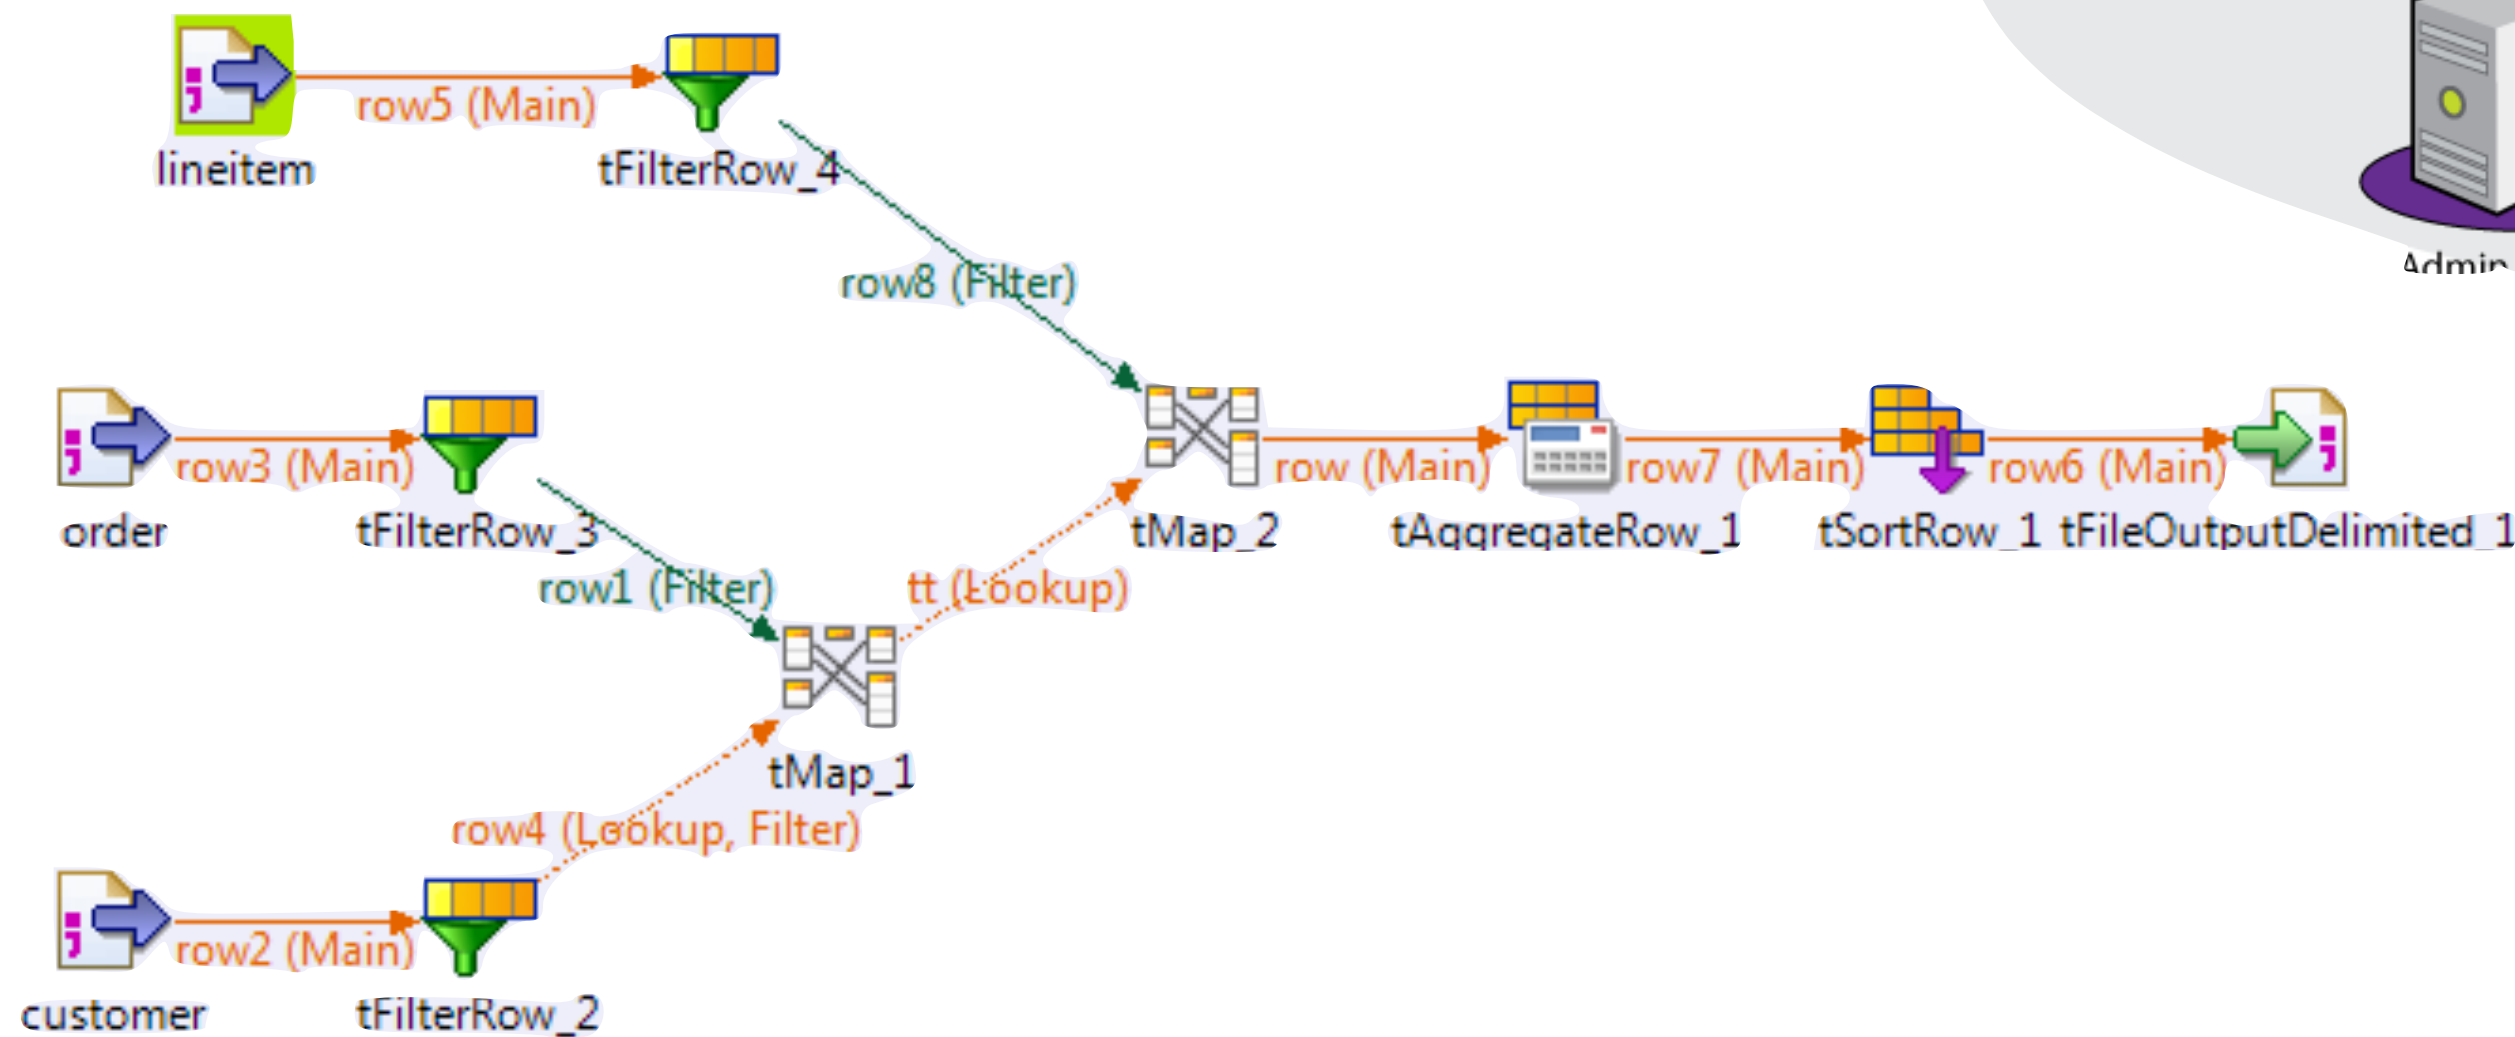 row5 (Main)
lineitem
tFilterRow_4
row8 (Filter)
Admin
row3 (Main)
order
tFilterRow_3
row1 (Filter)
tt (Lookup)
tMap_2
row (Main)
tAggregateRow_1
row7 (Main)
tSortRow_1
row6 (Main)
tFileOutputDelimited_1
tMap_1
row4 (Lookup, Filter)
row2 (Main)
customer
tFilterRow_2